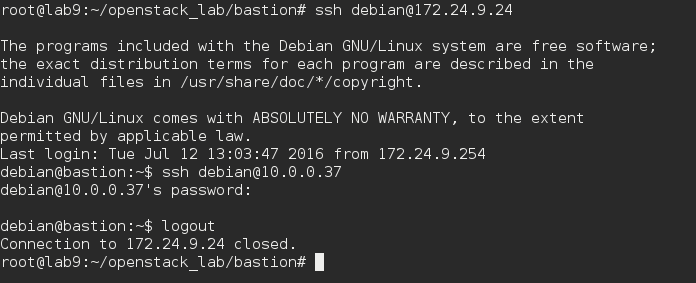 root@lab9:~/openstack_lab/bastion# ssh debian@172.24.9.24
The programs included with the Debian GNU/Linux system are free software;
the exact distribution terms for each program are described in the
individual files in /usr/share/doc/*/copyright.
Debian GNU/Linux comes with ABSOLUTELY NO WARRANTY, to the extent
permitted by applicable law.
Last login: Tue Jul 12 13:03:47 2016 from 172.24.9.254
debian@bastion:~$ ssh debian@10.0.0.37
debian@10.0.0.37's password:
debian@bastion:~$ logout
Connection to 172.24.9.24 closed.
root@lab9:~/openstack_lab/bastion#